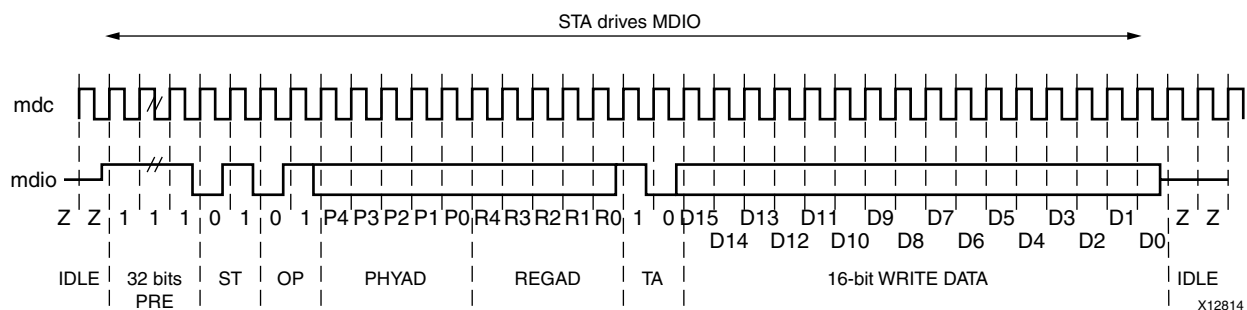 STA drives MDIO
mdc
mdio
Z Z 1 1 1 0 1 0 1 P4 P3 P2 P1 P0 R4 R3 R2 R1 R0 1 0 D15 D13 D11 D9 D7 D5 D3 D1 Z Z
D14 D12 D10 D8 D6 D4 D2 D0
IDLE 32 bits ST OP PHYAD REGAD TA 16-bit WRITE DATA IDLE
PRE
X12814